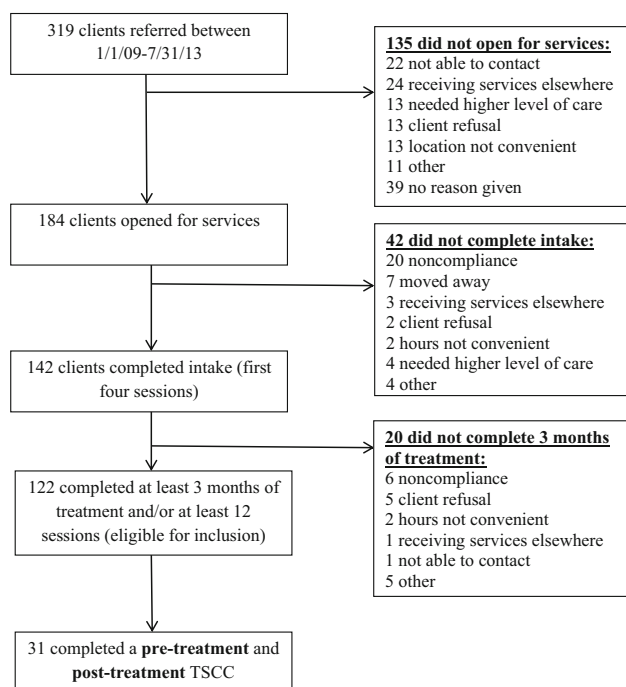 319 clients referred between
1/1/09-7/31/13
135 did not open for services:
22 not able to contact
24 receiving services elsewhere
13 needed higher level of care
13 client refusal
13 location not convenient
11 other
39 no reason given
184 clients opened for services
42 did not complete intake:
20 noncompliance
7 moved away
3 receiving services elsewhere
2 client refusal
2 hours not convenient
4 needed higher level of care
4 other
142 clients completed intake (first
four sessions)
20 did not complete 3 months
of treatment:
6 noncompliance
5 client refusal
2 hours not convenient
1 receiving services elsewhere
1 not able to contact
5 other
122 completed at least 3 months of
treatment and/or at least 12
sessions (eligible for inclusion)
31 completed a pre-treatment and
post-treatment TSCC